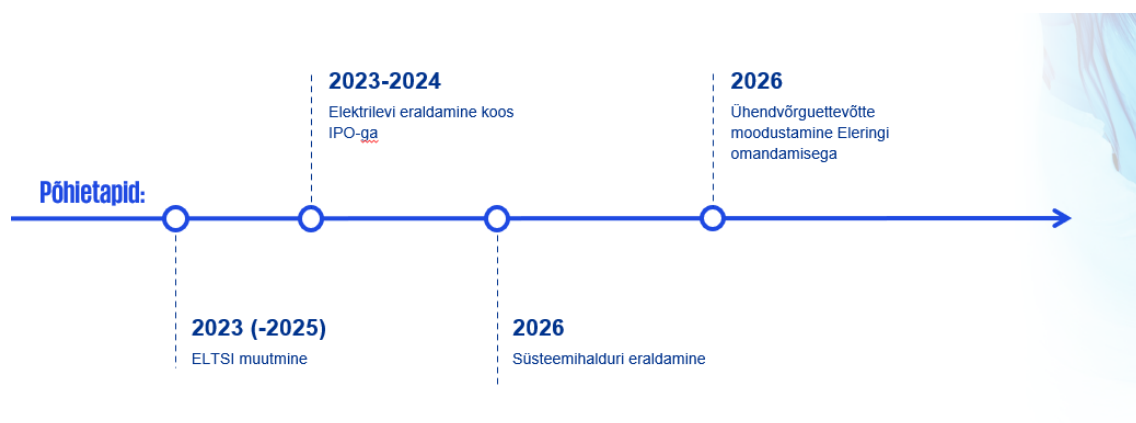 Põhietapid:
2023 (-2025)
ELTSI muutmine
2023-2024
Elektrilevi eraldamine koos
IPO-ga
2026
Süsteemihalduri eraldamine
2026
Ühendvõrguettevõtte
moodustamine Eleringi
omandamisega